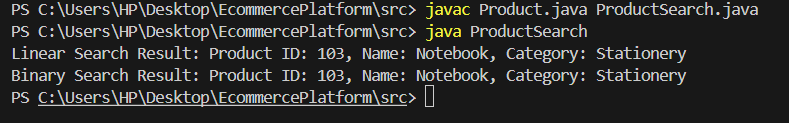 PS C:\Users\HP\Desktop\EcommercePlatform\src> javac Product.java ProductSearch.java
PS C:\Users\HP\Desktop\EcommercePlatform\src> java ProductSearch
Linear Search Result: Product ID: 103, Name: Notebook, Category: Stationery
Binary Search Result: Product ID: 103, Name: Notebook, Category: Stationery
PS C:\Users\HP\Desktop\EcommercePlatform\src>